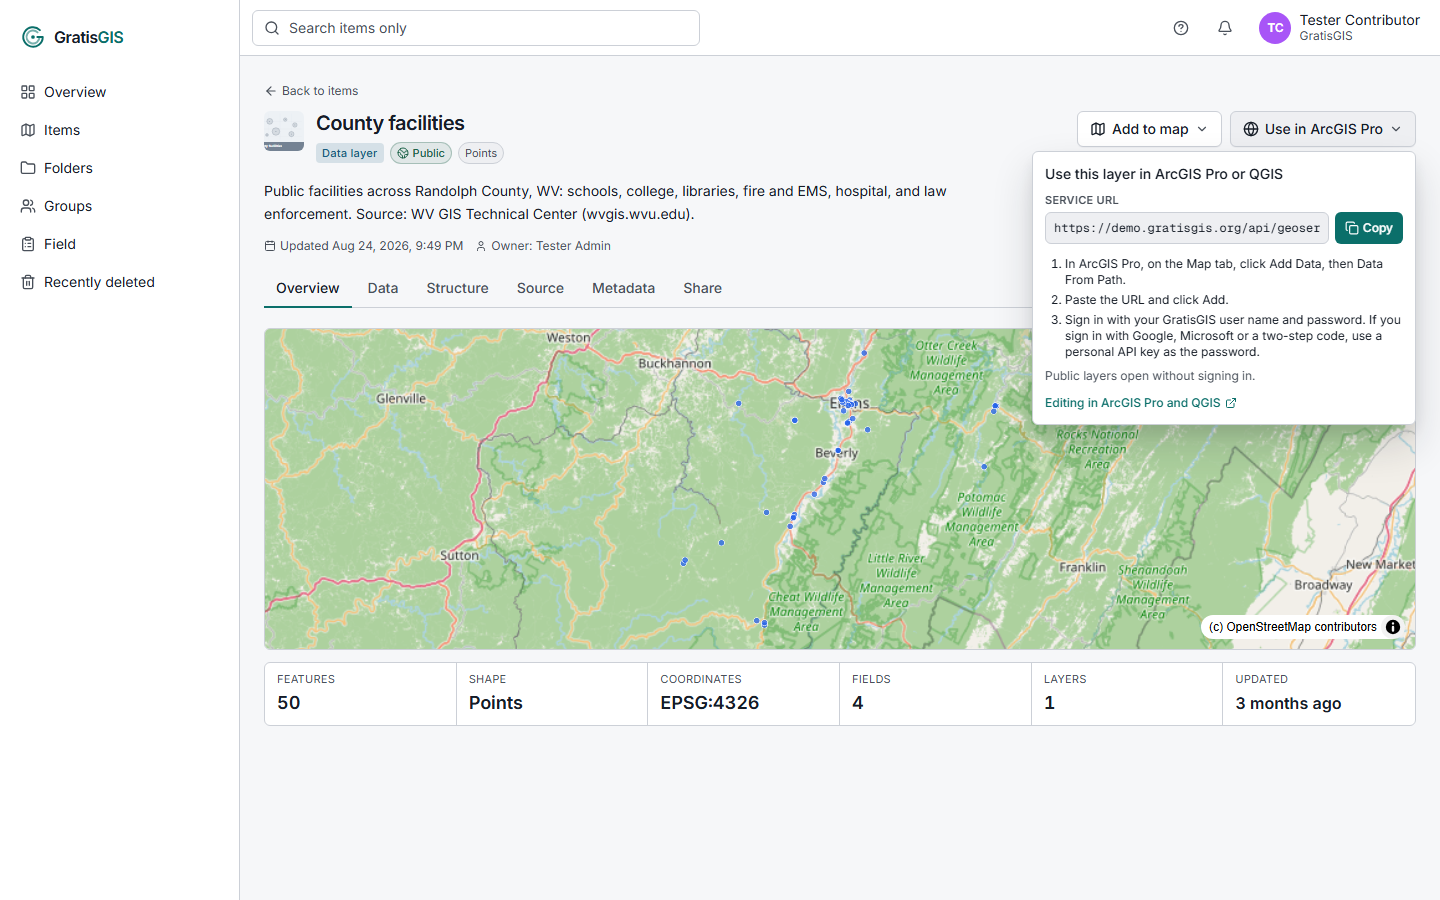 GratisGIS
Search items only
TC
Tester Contributor
GratisGIS
Overview
Items
Folders
Groups
Field
Recently deleted
Back to items
County facilities
Data layer
Public
Points
Add to map
Use in ArcGIS Pro
Public facilities across Randolph County, WV: schools, college, libraries, fire and EMS, hospital, and law
enforcement. Source: WV GIS Technical Center (wvgis.wvu.edu).
Updated Aug 24, 2026, 9:49 PM
Owner: Tester Admin
Use this layer in ArcGIS Pro or QGIS
SERVICE URL
https://demo.gratisgis.org/api/geoser
Copy
1. In ArcGIS Pro, on the Map tab, click Add Data, then Data
From Path.
2. Paste the URL and click Add.
3. Sign in with your GratisGIS user name and password. If you
sign in with Google, Microsoft or a two-step code, use a
personal API key as the password.
Public layers open without signing in.
Editing in ArcGIS Pro and QGIS
Overview
Data
Structure
Source
Metadata
Share
Weston
Buckhannon
Glenville
Otter Creek
Wildlife
Management
Area
Beverly
Rocks National
Recreation
Area
Potomac
Wildlife
Management
Area
Sutton
Little River
Wildlife
Management
Area
Franklin
Shenandoah
Wildlife
Management
Area
New Market
Broadway
Cheat Wildlife
Management
Area
(c) OpenStreetMap contributors
FEATURES
50
SHAPE
Points
COORDINATES
EPSG:4326
FIELDS
4
LAYERS
1
UPDATED
3 months ago